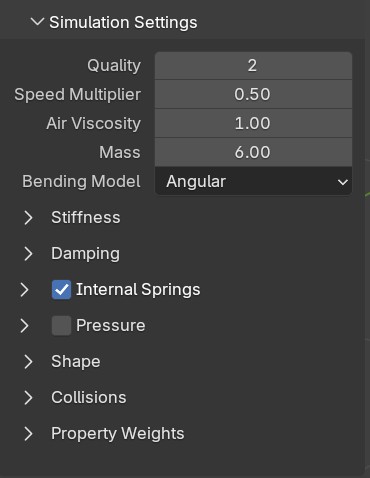 Simulation Settings
Quality 2
Speed Multiplier 0.50
Air Viscosity 1.00
Mass 6.00
Bending Model Angular
Stiffness
Damping
Internal Springs
Pressure
Shape
Collisions
Property Weights